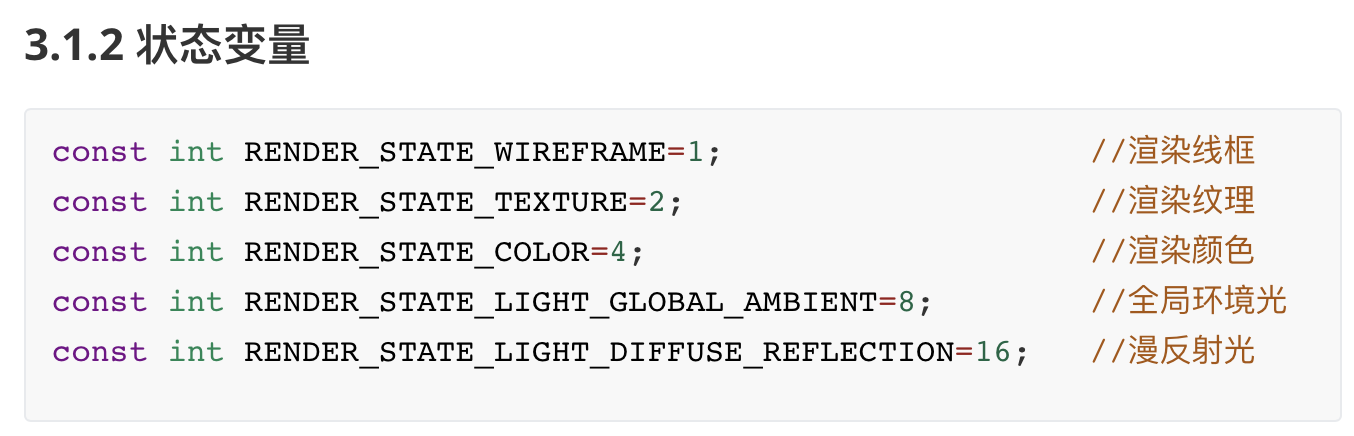 3.1.2 状态变量
const int RENDER_STATE_WIREFRAME=1; //渲染线框
const int RENDER_STATE_TEXTURE=2; //渲染纹理
const int RENDER_STATE_COLOR=4; //渲染颜色
const int RENDER_STATE_LIGHT_GLOBAL_AMBIENT=8; //全局环境光
const int RENDER_STATE_LIGHT_DIFFUSE_REFLECTION=16; //漫反射光